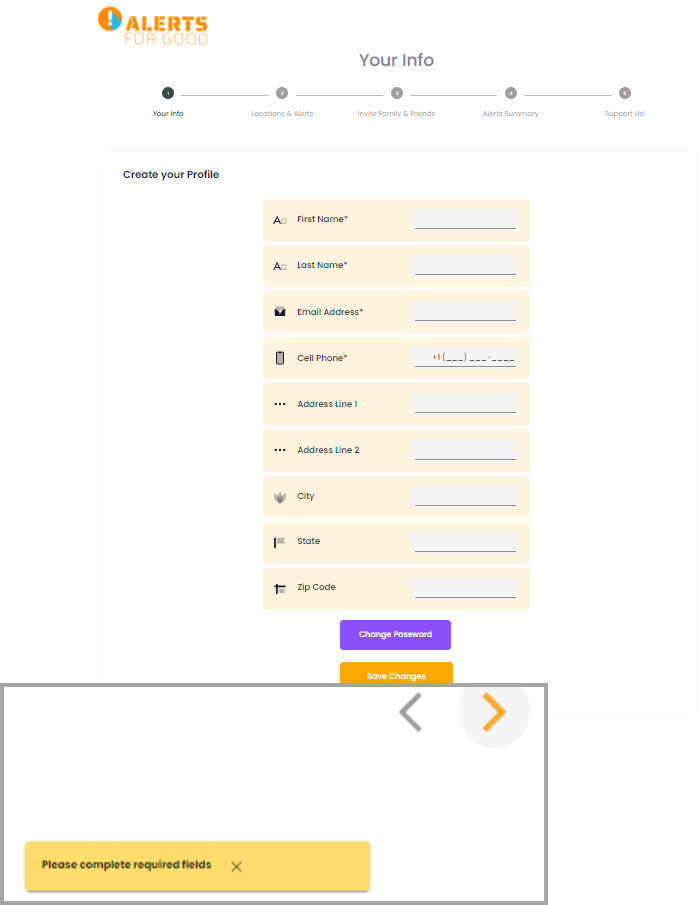 ALERTS
FOR GOOD
Your Info
1 2 3 4 5
Your Info Locations & Alerts Invite Family & Friends Alerts Summary Support Us!
Create your Profile
Aa First Name*
Aa Last Name*
Email Address*
Cell Phone* +1 (___) ___-____
Address Line 1
Address Line 2
City
State
Zip Code
Change Password
Save Changes
Please complete required fields